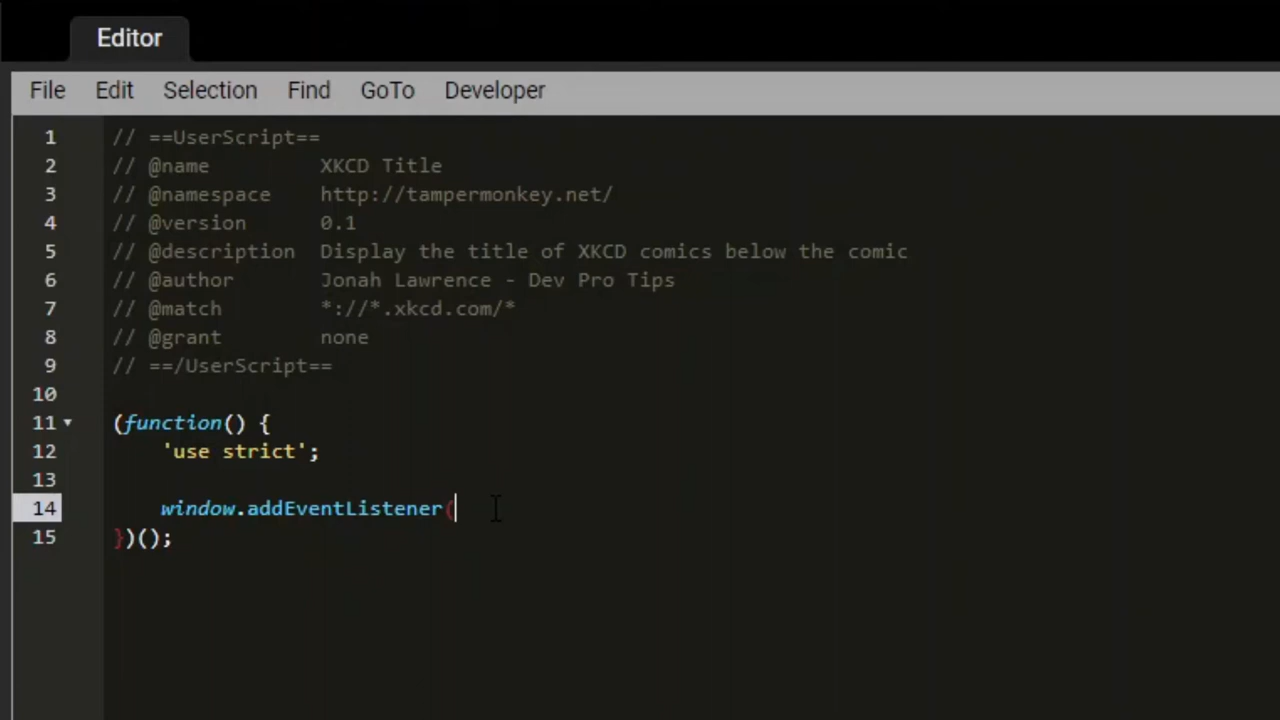 Editor
File Edit Selection Find GoTo Developer
1 // ==UserScript==
2 // @name XKCD Title
3 // @namespace http://tampermonkey.net/
4 // @version 0.1
5 // @description Display the title of XKCD comics below the comic
6 // @author Jonah Lawrence - Dev Pro Tips
7 // @match *://*.xkcd.com/*
8 // @grant none
9 // ==/UserScript==
10
11 (function() {
12 'use strict';
13
14 window.addEventListener(
15 })();